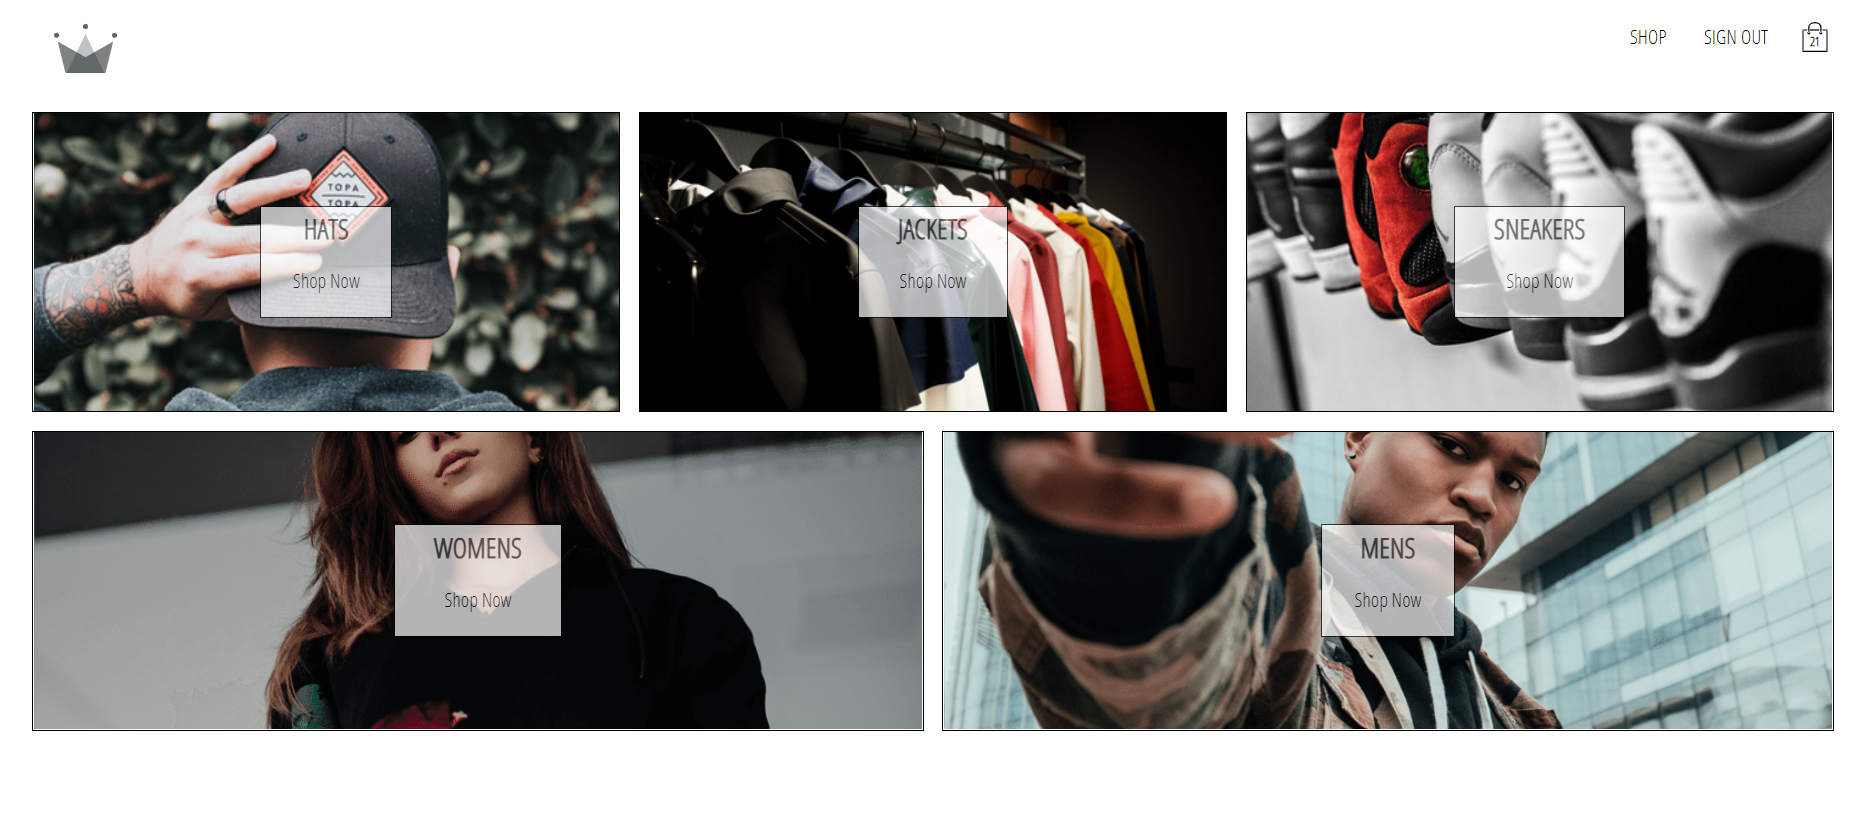 SHOP
SIGN OUT
21
TOPA
TOPA
HATS
Shop Now
JACKETS
Shop Now
SNEAKERS
Shop Now
WOMENS
Shop Now
MENS
Shop Now